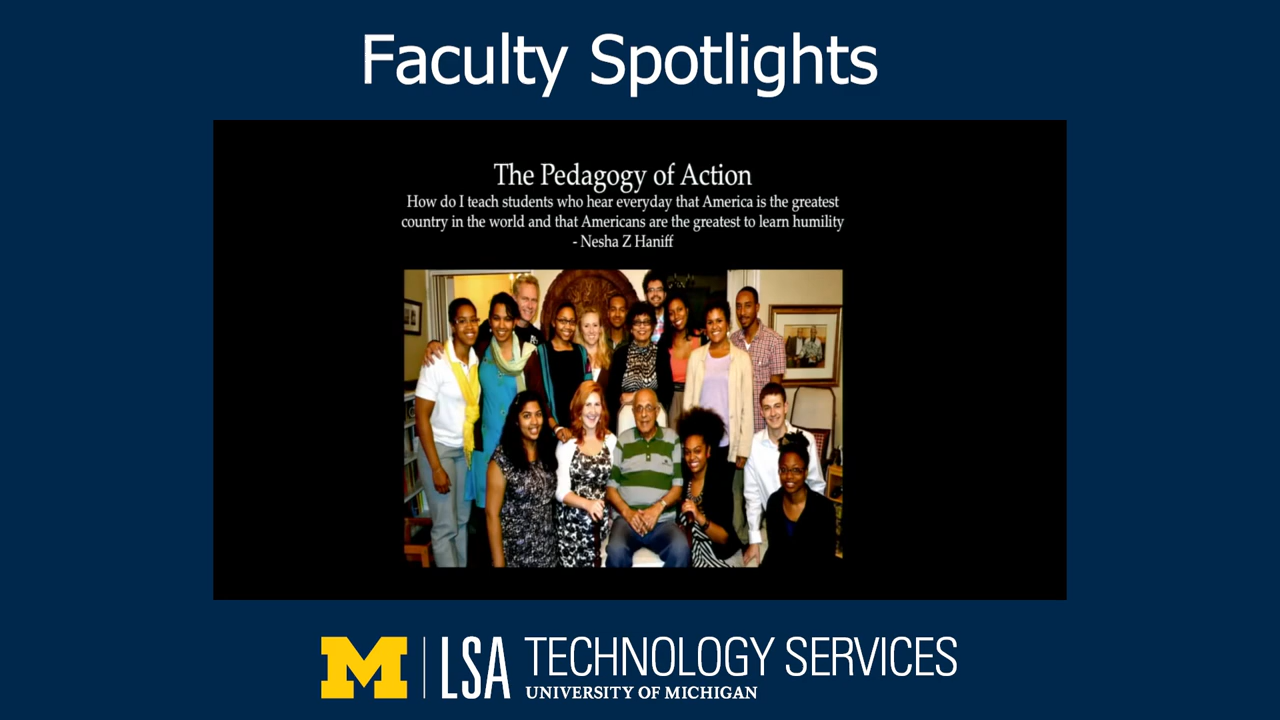 Faculty Spotlights
The Pedagogy of Action
How do I teach students who hear everyday that America is the greatest
country in the world and that Americans are the greatest to learn humility
- Nesha Z Haniff
M LSA TECHNOLOGY SERVICES
UNIVERSITY OF MICHIGAN